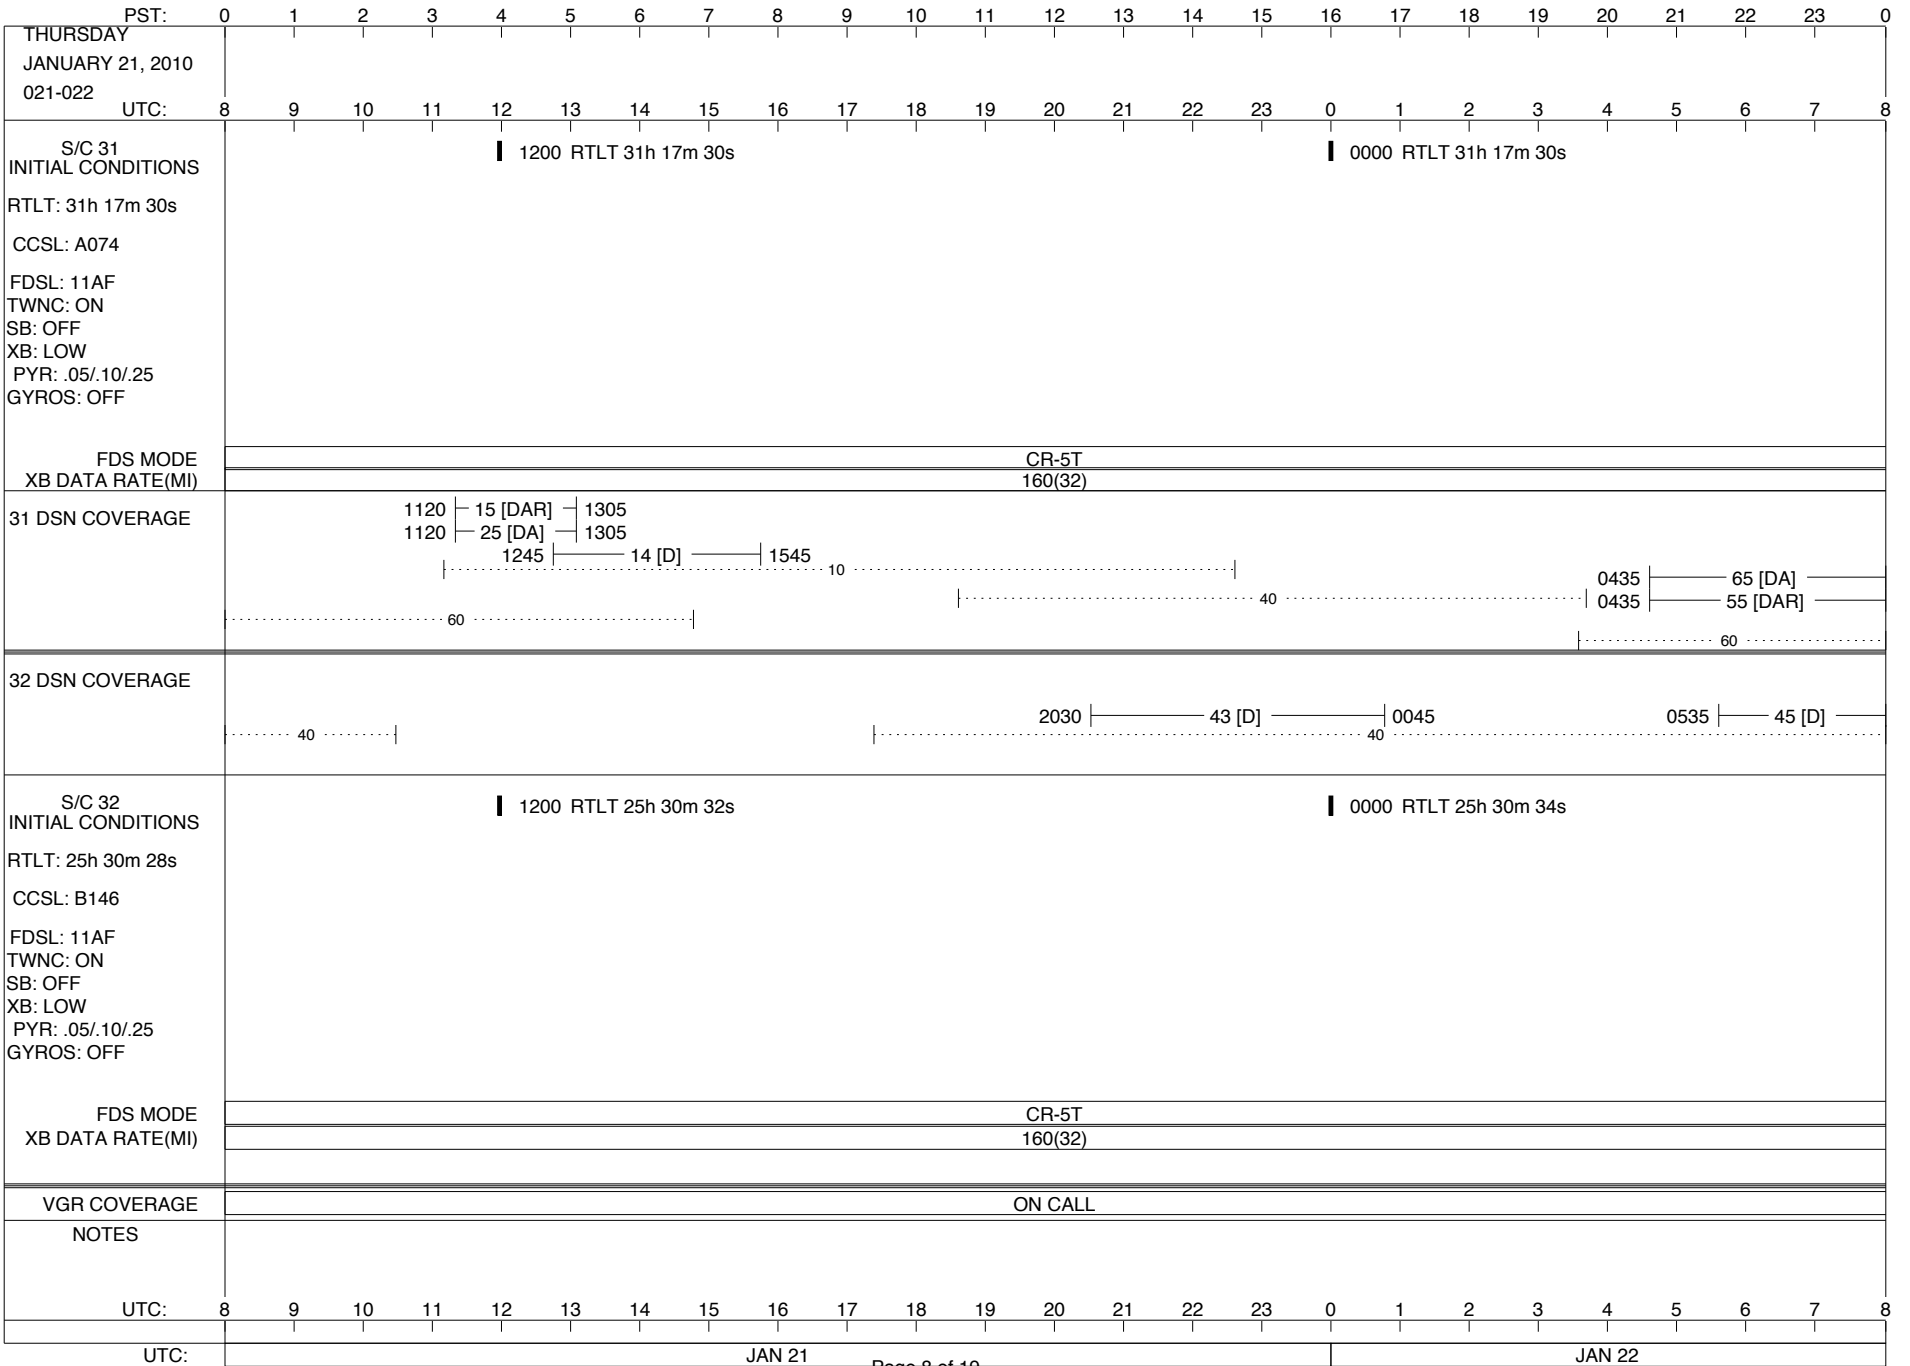 PST: 0 1 2 3 4 5 6 7 8 9 10 11 12 13 14 15 16 17 18 19 20 21 22 23 0
THURSDAY
JANUARY 21, 2010
021-022
UTC: 8 9 10 11 12 13 14 15 16 17 18 19 20 21 22 23 0 1 2 3 4 5 6 7 8
S/C 31
INITIAL CONDITIONS
1200 RTLT 31h 17m 30s
0000 RTLT 31h 17m 30s
RTLT: 31h 17m 30s
CCSL: A074
FDSL: 11AF
TWNC: ON
SB: OFF
XB: LOW
PYR: .05/.10/.25
GYROS: OFF
FDS MODE CR-5T
XB DATA RATE(MI) 160(32)
31 DSN COVERAGE
1120 15 [DAR] 1305
1120 25 [DA] 1305
1245 14 [D] 1545
10
0435 65 [DA]
40
0435 55 [DAR]
60
60
32 DSN COVERAGE
2030 43 [D] 0045
0535 45 [D]
40
40
S/C 32
INITIAL CONDITIONS
1200 RTLT 25h 30m 32s
0000 RTLT 25h 30m 34s
RTLT: 25h 30m 28s
CCSL: B146
FDSL: 11AF
TWNC: ON
SB: OFF
XB: LOW
PYR: .05/.10/.25
GYROS: OFF
FDS MODE CR-5T
XB DATA RATE(MI) 160(32)
VGR COVERAGE ON CALL
NOTES
UTC: 8 9 10 11 12 13 14 15 16 17 18 19 20 21 22 23 0 1 2 3 4 5 6 7 8
UTC: JAN 21 JAN 22
Page 8 of 10